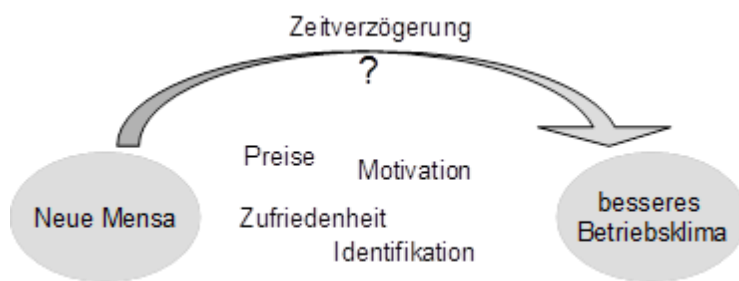 Zeitverzögerung
?
Preise
Motivation
Neue Mensa
Zufriedenheit
Identifikation
besseres
Betriebsklima